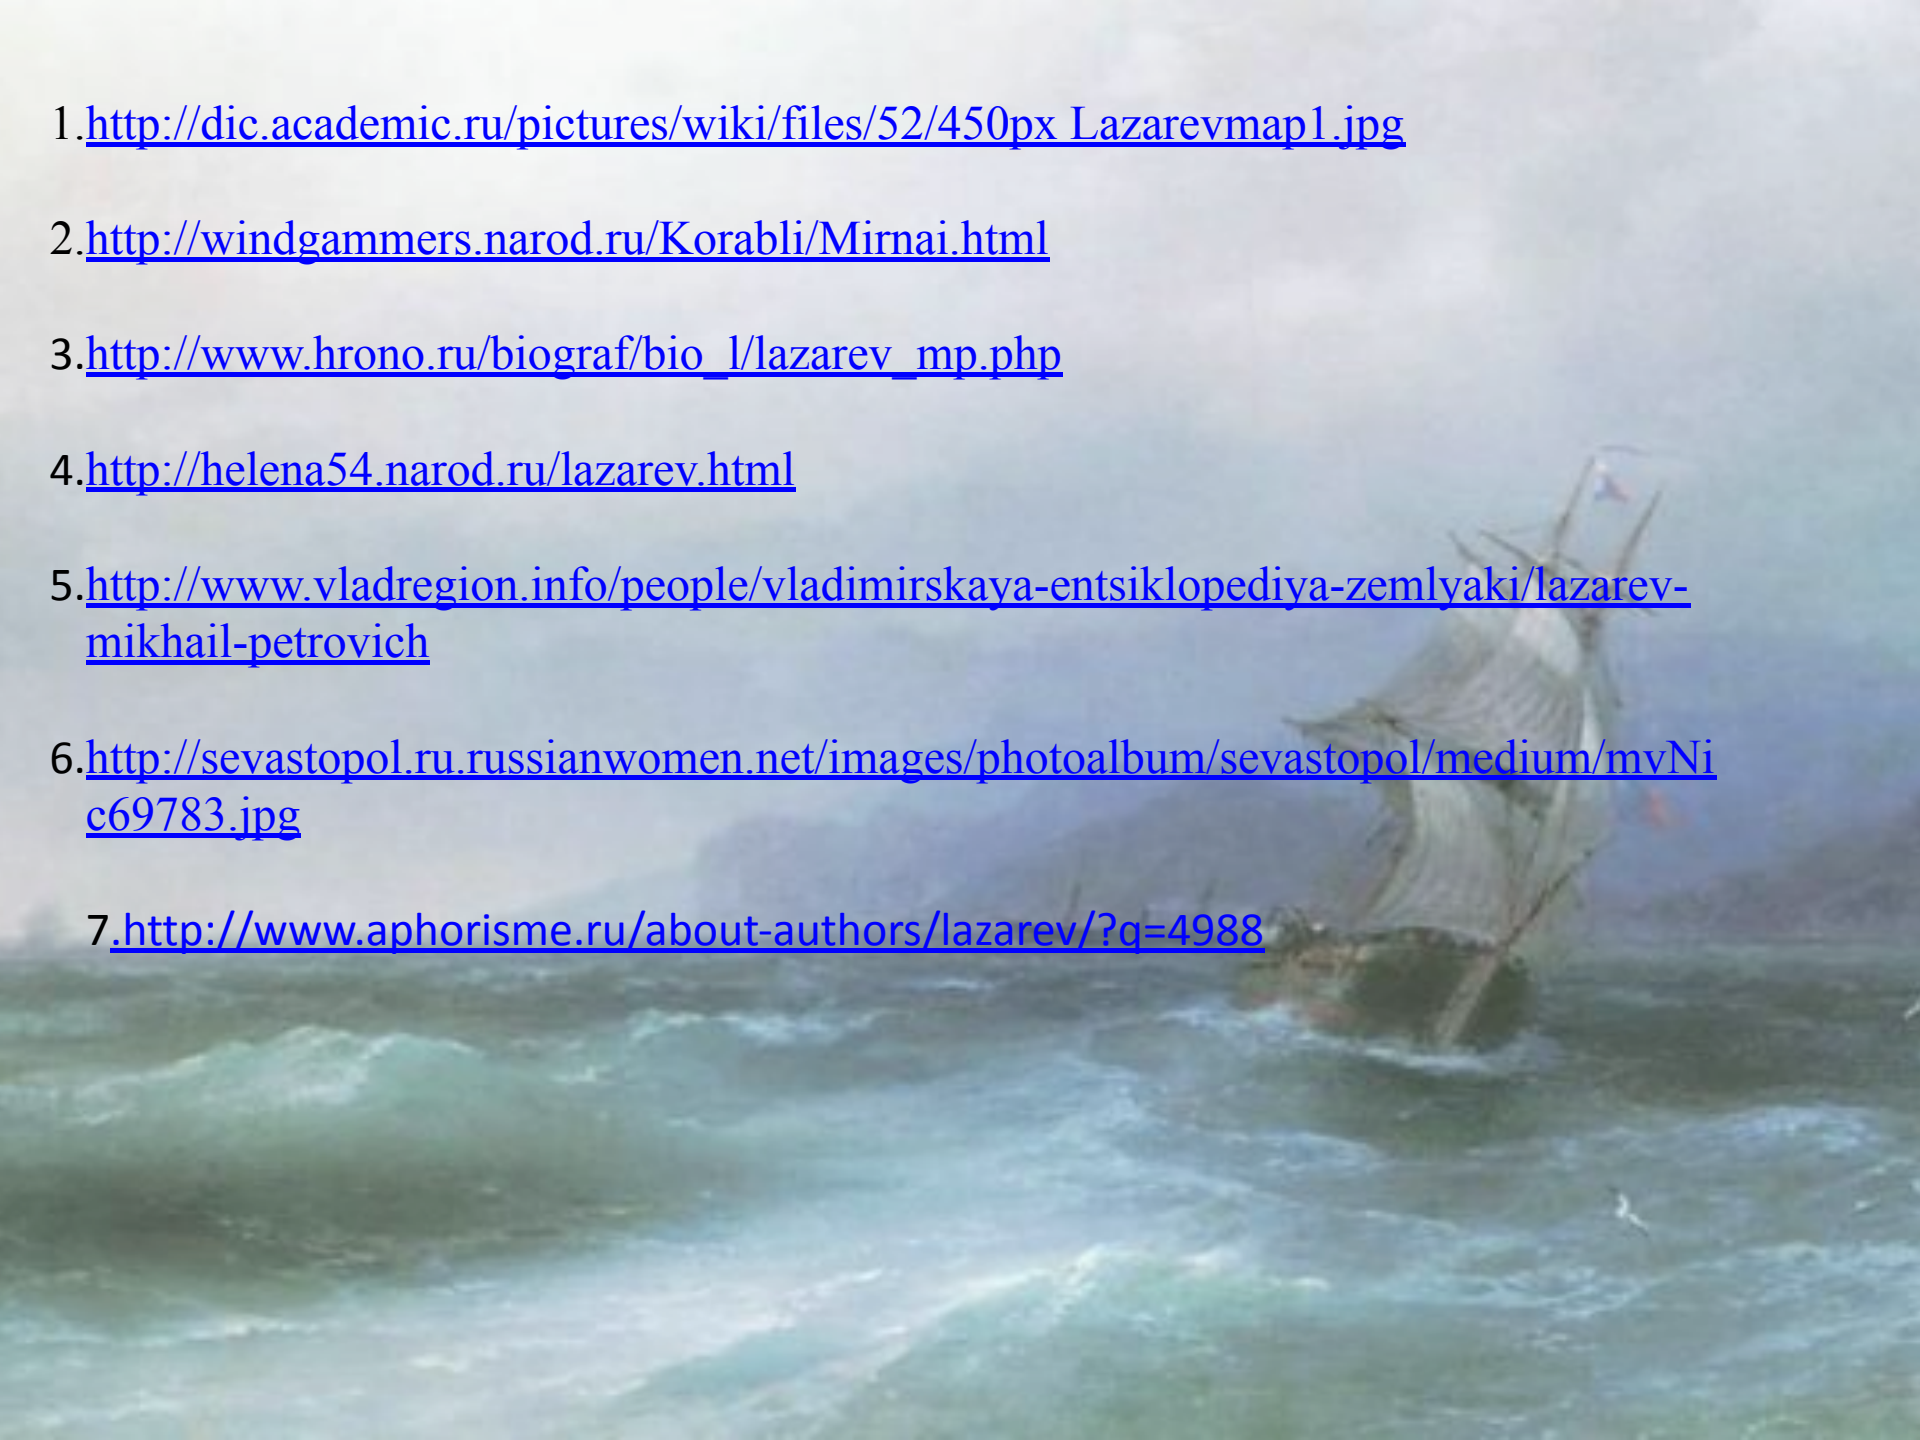 1.http://dic.academic.ru/pictures/wiki/files/52/450px Lazarevmap1.jpg
2.http://windgammers.narod.ru/Korabli/Mirnai.html
3.http://www.hrono.ru/biograf/bio_l/lazarev_mp.php
4.http://helena54.narod.ru/lazarev.html
5.http://www.vladregion.info/people/vladimirskaya-entsiklopediya-zemlyaki/lazarev-
mikhail-petrovich
6.http://sevastopol.ru.russianwomen.net/images/photoalbum/sevastopol/medium/mvNi
c69783.jpg
7.http://www.aphorisme.ru/about-authors/lazarev/?q=4988